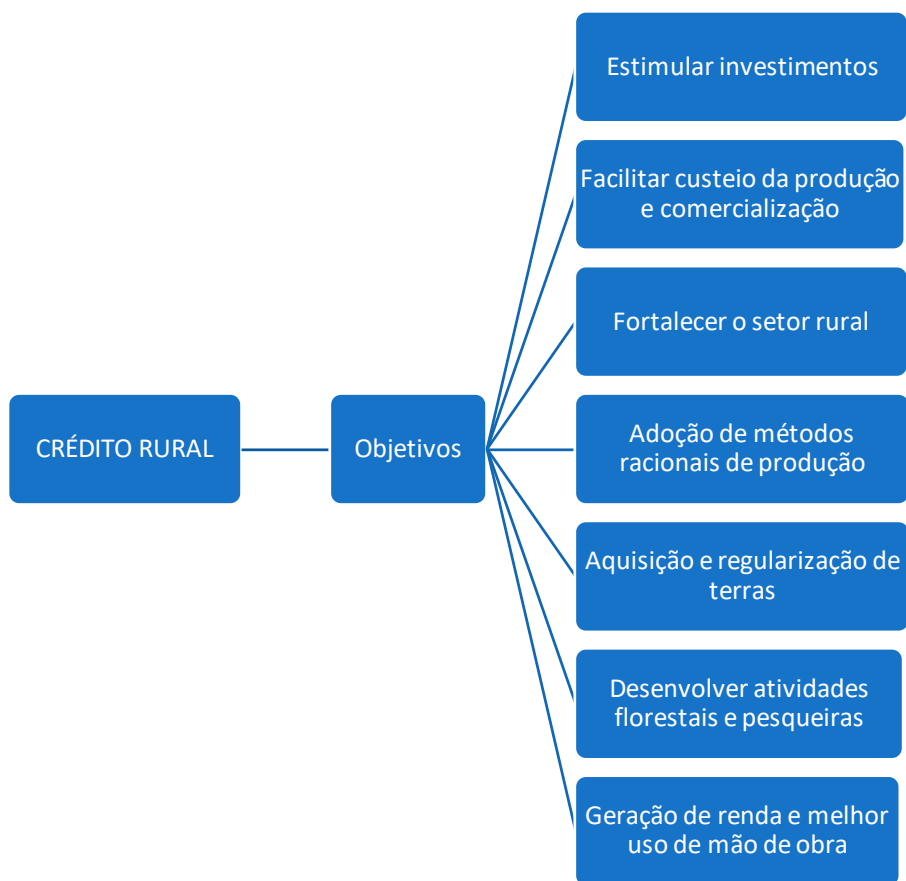 Estimular investimentos
Facilitar custeio da produção
e comercialização
Fortalecer o setor rural
CRÉDITO RURAL
Objetivos
Adoção de métodos
racionais de produção
Aquisição e regularização de
terras
Desenvolver atividades
florestais e pesqueiras
Geração de renda e melhor
uso de mão de obra